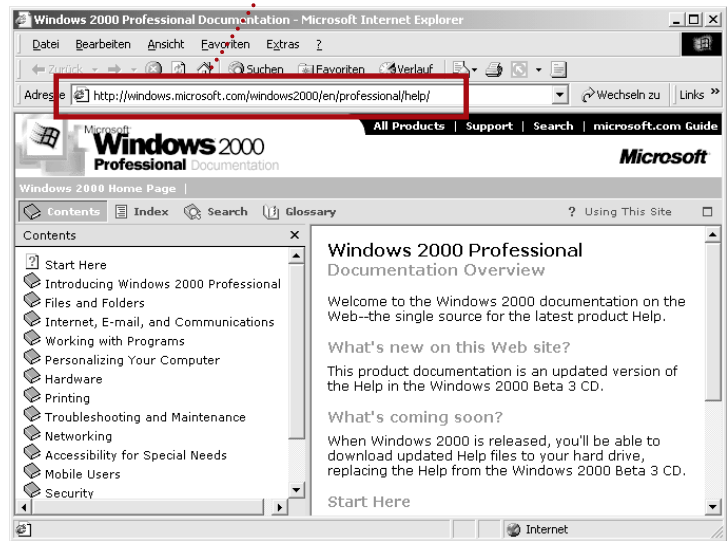 Windows 2000 Professional Documentation - Microsoft Internet Explorer
Datei Bearbeiten Ansicht Favoriten Extras ?
Zurück Suchen Favoriten Verlauf
Adresse http://windows.microsoft.com/windows2000/en/professional/help/ Wechseln zu Links »
All Products | Support | Search | microsoft.com Guide
Microsoft
Windows 2000
Professional Documentation
Microsoft
Windows 2000 Home Page |
Contents Index Search Glossary ? Using This Site
Contents x
Start Here
Introducing Windows 2000 Professional
Files and Folders
Internet, E-mail, and Communications
Working with Programs
Personalizing Your Computer
Hardware
Printing
Troubleshooting and Maintenance
Networking
Accessibility for Special Needs
Mobile Users
Security
Windows 2000 Professional
Documentation Overview
Welcome to the Windows 2000 documentation on the
Web--the single source for the latest product Help.
What's new on this Web site?
This product documentation is an updated version of
the Help in the Windows 2000 Beta 3 CD.
What's coming soon?
When Windows 2000 is released, you'll be able to
download updated Help files to your hard drive,
replacing the Help from the Windows 2000 Beta 3 CD.
Start Here
Internet